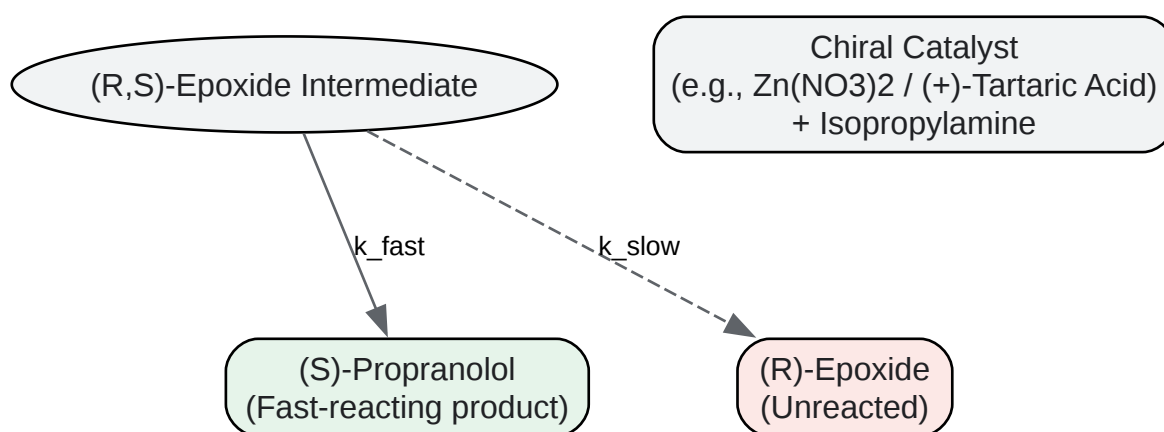 (R,S)-Epoxide Intermediate
Chiral Catalyst
(e.g., Zn(NO3)2 / (+)-Tartaric Acid)
+ Isopropylamine
k_fast
k_slow
(S)-Propranolol
(Fast-reacting product)
(R)-Epoxide
(Unreacted)